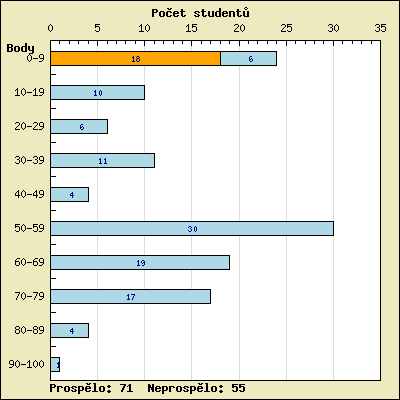 Počet studentů
0 5 10 15 20 25 30 35
Body
0-9 18 6
10-19 10
20-29 6
30-39 11
40-49 4
50-59 30
60-69 19
70-79 17
80-89 4
90-100 1
Prospělo: 71 Neprospělo: 55